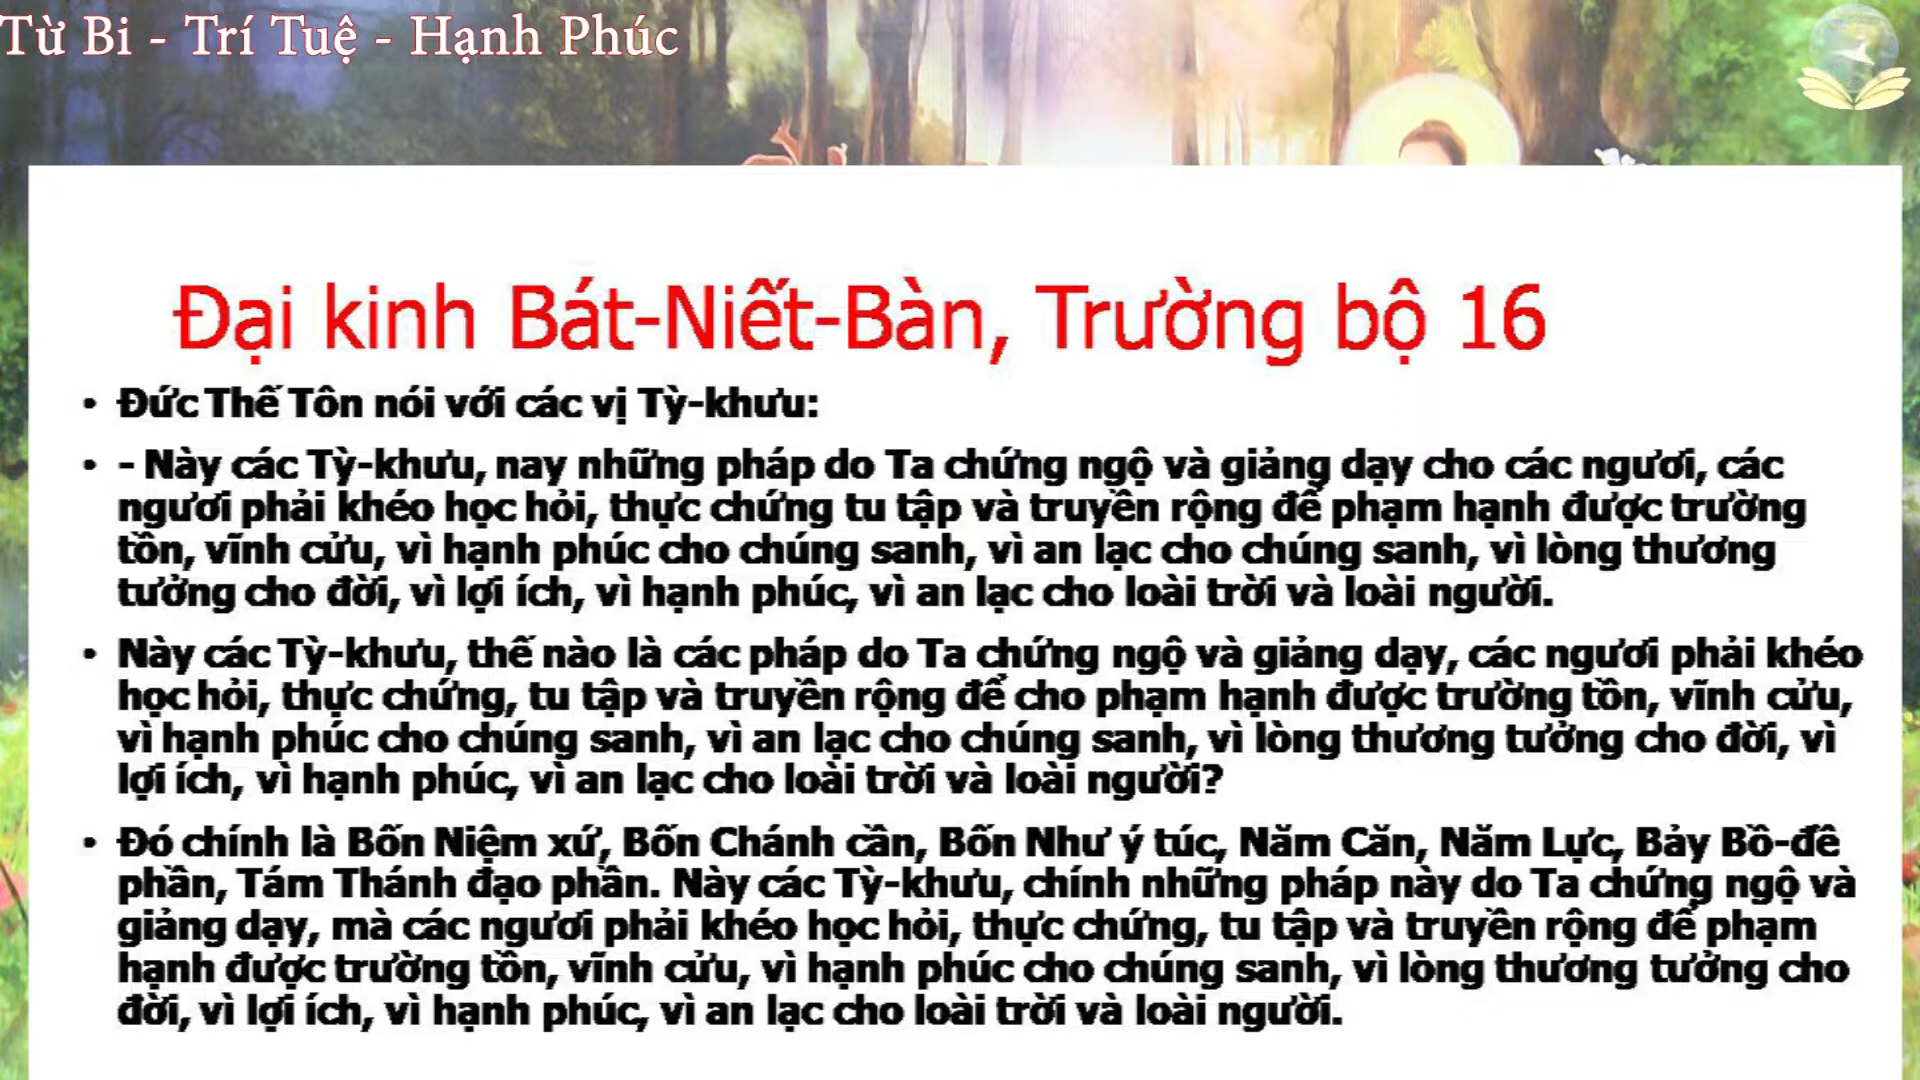 Từ Bi - Trí Tuệ - Hạnh Phúc
Đại kinh Bát-Niết-Bàn, Trường bộ 16
• Đức Thế Tôn nói với các vị Tỳ-khưu:
• - Này các Tỳ-khưu, nay những pháp do Ta chứng ngộ và giảng dạy cho các ngươi, các
ngươi phải khéo học hỏi, thực chứng tu tập và truyền rộng để phạm hạnh được trường
tồn, vĩnh cửu, vì hạnh phúc cho chúng sanh, vì an lạc cho chúng sanh, vì lòng thương
tưởng cho đời, vì lợi ích, vì hạnh phúc, vì an lạc cho loài trời và loài người.
• Này các Tỳ-khưu, thế nào là các pháp do Ta chứng ngộ và giảng dạy, các ngươi phải khéo
học hỏi, thực chứng, tu tập và truyền rộng để cho phạm hạnh được trường tồn, vĩnh cửu,
vì hạnh phúc cho chúng sanh, vì an lạc cho chúng sanh, vì lòng thương tưởng cho đời, vì
lợi ích, vì hạnh phúc, vì an lạc cho loài trời và loài người?
• Đó chính là Bốn Niệm xứ, Bốn Chánh cần, Bốn Như ý túc, Năm Căn, Năm Lực, Bảy Bồ-đề
phần, Tám Thánh đạo phần. Này các Tỳ-khưu, chính những pháp này do Ta chứng ngộ và
giảng dạy, mà các ngươi phải khéo học hỏi, thực chứng, tu tập và truyền rộng để phạm
hạnh được trường tồn, vĩnh cửu, vì hạnh phúc cho chúng sanh, vì lòng thương tưởng cho
đời, vì lợi ích, vì hạnh phúc, vì an lạc cho loài trời và loài người.